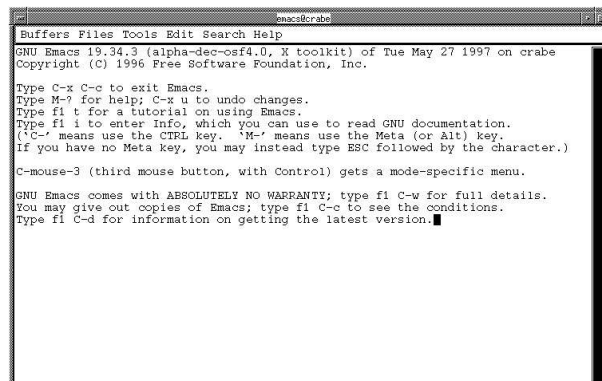 emacs@crabe
Buffers Files Tools Edit Search Help
GNU Emacs 19.34.3 (alpha-dec-osf4.0, X toolkit) of Tue May 27 1997 on crabe
Copyright (C) 1996 Free Software Foundation, Inc.
Type C-x C-c to exit Emacs.
Type M-? for help; C-x u to undo changes.
Type f1 t for a tutorial on using Emacs.
Type f1 i to enter Info, which you can use to read GNU documentation.
(`C-' means use the CTRL key.  `M-' means use the Meta (or Alt) key.
If you have no Meta key, you may instead type ESC followed by the character.)
C-mouse-3 (third mouse button, with Control) gets a mode-specific menu.
GNU Emacs comes with ABSOLUTELY NO WARRANTY; type f1 C-w for full details.
You may give out copies of Emacs; type f1 C-c to see the conditions.
Type f1 C-d for information on getting the latest version.